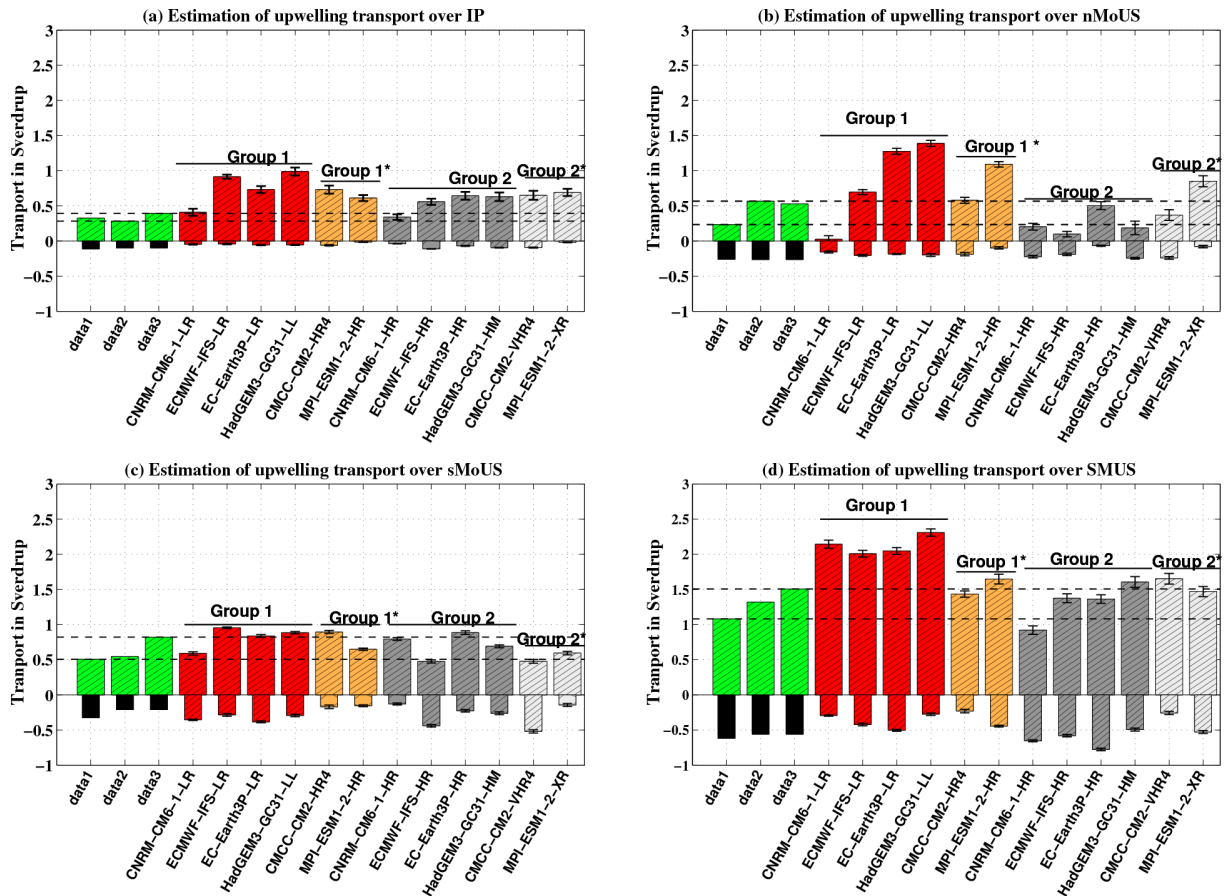 (a) Estimation of upwelling transport over IP
3
2.5
2
1.5
1
0.5
0
−0.5
−1
Tranport in Sverdrup
Group 1
Group 1*
Group 2
Group 2*
data1
data2
data3
CNRM−CM6−1−LR
ECMWF−IFS−LR
EC−Earth3P−LR
HadGEM3−GC31−LL
CMCC−CM2−HR4
MPI−ESM1−2−HR
CNRM−CM6−1−HR
ECMWF−IFS−HR
EC−Earth3P−HR
HadGEM3−GC31−HM
CMCC−CM2−VHR4
MPI−ESM1−2−XR
(b) Estimation of upwelling transport over nMoUS
3
2.5
2
1.5
1
0.5
0
−0.5
−1
Tranport in Sverdrup
Group 1
Group 1 *
Group 2
Group 2*
data1
data2
data3
CNRM−CM6−1−LR
ECMWF−IFS−LR
EC−Earth3P−LR
HadGEM3−GC31−LL
CMCC−CM2−HR4
MPI−ESM1−2−HR
CNRM−CM6−1−HR
ECMWF−IFS−HR
EC−Earth3P−HR
HadGEM3−GC31−HM
CMCC−CM2−VHR4
MPI−ESM1−2−XR
(c) Estimation of upwelling transport over sMoUS
3
2.5
2
1.5
1
0.5
0
−0.5
−1
Tranport in Sverdrup
Group 1
Group 1*
Group 2
Group 2*
data1
data2
data3
CNRM−CM6−1−LR
ECMWF−IFS−LR
EC−Earth3P−LR
HadGEM3−GC31−LL
CMCC−CM2−HR4
MPI−ESM1−2−HR
CNRM−CM6−1−HR
ECMWF−IFS−HR
EC−Earth3P−HR
HadGEM3−GC31−HM
CMCC−CM2−VHR4
MPI−ESM1−2−XR
(d) Estimation of upwelling transport over SMUS
3
2.5
2
1.5
1
0.5
0
−0.5
−1
Tranport in Sverdrup
Group 1
Group 1*
Group 2
Group 2*
data1
data2
data3
CNRM−CM6−1−LR
ECMWF−IFS−LR
EC−Earth3P−LR
HadGEM3−GC31−LL
CMCC−CM2−HR4
MPI−ESM1−2−HR
CNRM−CM6−1−HR
ECMWF−IFS−HR
EC−Earth3P−HR
HadGEM3−GC31−HM
CMCC−CM2−VHR4
MPI−ESM1−2−XR